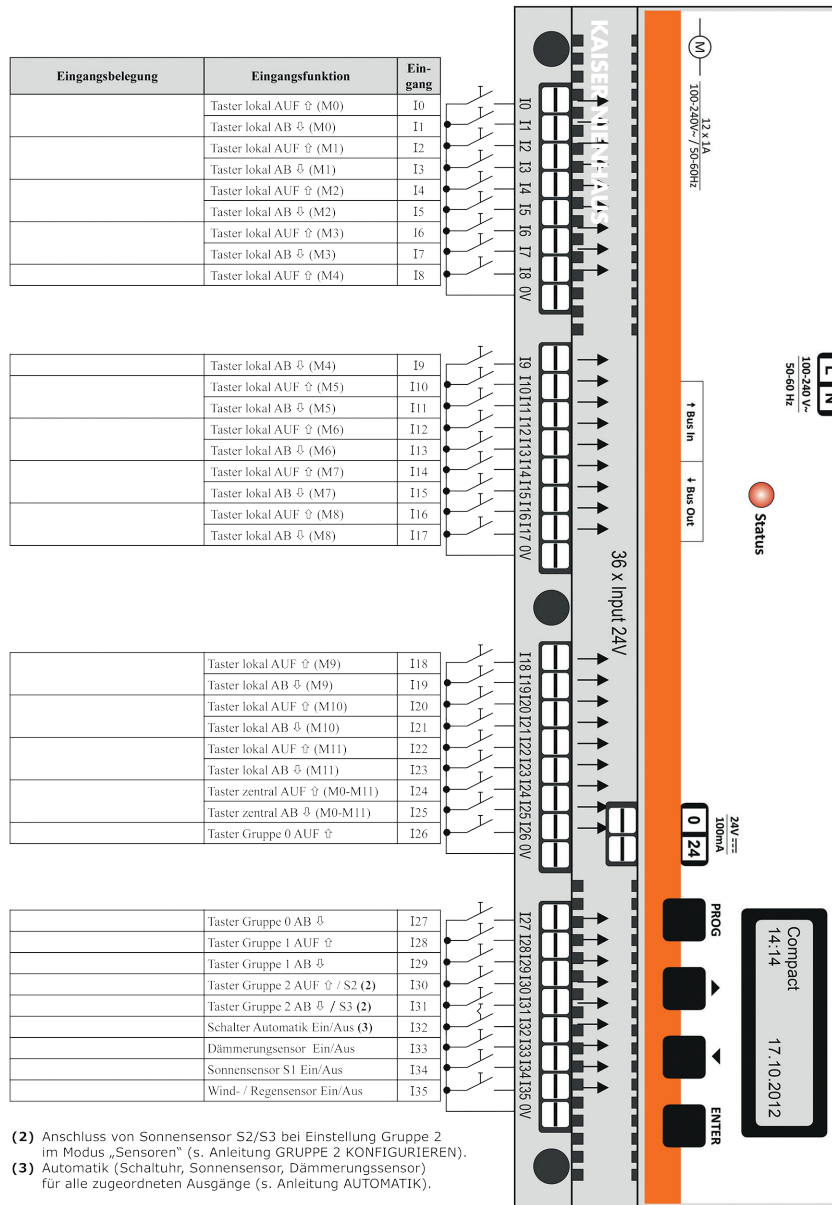 Eingangsbelegung Eingangsfunktion Ein-gang
Taster lokal AUF ⇧ (M0) I0
Taster lokal AB ⇩ (M0) I1
Taster lokal AUF ⇧ (M1) I2
Taster lokal AB ⇩ (M1) I3
Taster lokal AUF ⇧ (M2) I4
Taster lokal AB ⇩ (M2) I5
Taster lokal AUF ⇧ (M3) I6
Taster lokal AB ⇩ (M3) I7
Taster lokal AUF ⇧ (M4) I8
Taster lokal AB ⇩ (M4) I9
Taster lokal AUF ⇧ (M5) I10
Taster lokal AB ⇩ (M5) I11
Taster lokal AUF ⇧ (M6) I12
Taster lokal AB ⇩ (M6) I13
Taster lokal AUF ⇧ (M7) I14
Taster lokal AB ⇩ (M7) I15
Taster lokal AUF ⇧ (M8) I16
Taster lokal AB ⇩ (M8) I17
Taster lokal AUF ⇧ (M9) I18
Taster lokal AB ⇩ (M9) I19
Taster lokal AUF ⇧ (M10) I20
Taster lokal AB ⇩ (M10) I21
Taster lokal AUF ⇧ (M11) I22
Taster lokal AB ⇩ (M11) I23
Taster zentral AUF ⇧ (M0-M11) I24
Taster zentral AB ⇩ (M0-M11) I25
Taster Gruppe 0 AUF ⇧ I26
Taster Gruppe 0 AB ⇩ I27
Taster Gruppe 1 AUF ⇧ I28
Taster Gruppe 1 AB ⇩ I29
Taster Gruppe 2 AUF ⇧ / S2 (2) I30
Taster Gruppe 2 AB ⇩ / S3 (2) I31
Schalter Automatik Ein/Aus (3) I32
Dämmerungsensor Ein/Aus I33
Sonnensensor S1 Ein/Aus I34
Wind- / Regensensor Ein/Aus I35
(2) Anschluss von Sonnensensor S2/S3 bei Einstellung Gruppe 2
im Modus „Sensoren“ (s. Anleitung GRUPPE 2 KONFIGURIEREN).
(3) Automatik (Schaltuhr, Sonnensensor, Dämmerungssensor)
für alle zugeordneten Ausgänge (s. Anleitung AUTOMATIK).
I0 I1 I2 I3 I4 I5 I6 I7 I8 0V
I9 I10 I11 I12 I13 I14 I15 I16 I17 0V
I18 I19 I20 I21 I22 I23 I24 I25 I26 0V
I27 I28 I29 I30 I31 I32 I33 I34 I35 0V
KAISER NIENHAUS
36 x Input 24V
M
12 x 1A
100-240V~ / 50-60Hz
L N
100-240 V~
50-60 Hz
↑ Bus In
↓ Bus Out
Status
24V ⎓
100mA
0 24
PROG
▲
▼
ENTER
Compact
14:14 17.10.2012